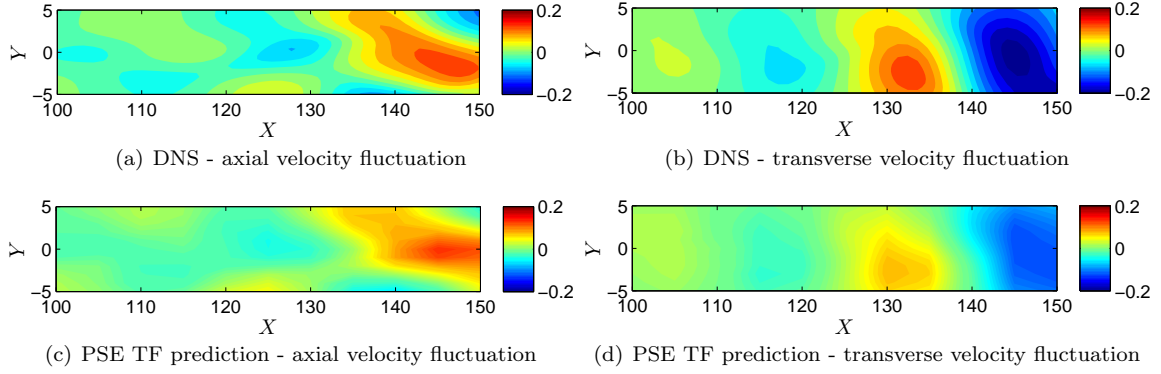 5
0
−5
Y
100 110 120 130 140 150
X
0.2
0
−0.2
(a) DNS - axial velocity fluctuation
5
0
−5
Y
100 110 120 130 140 150
X
0.2
0
−0.2
(b) DNS - transverse velocity fluctuation
5
0
−5
Y
100 110 120 130 140 150
X
0.2
0
−0.2
(c) PSE TF prediction - axial velocity fluctuation
5
0
−5
Y
100 110 120 130 140 150
X
0.2
0
−0.2
(d) PSE TF prediction - transverse velocity fluctuation